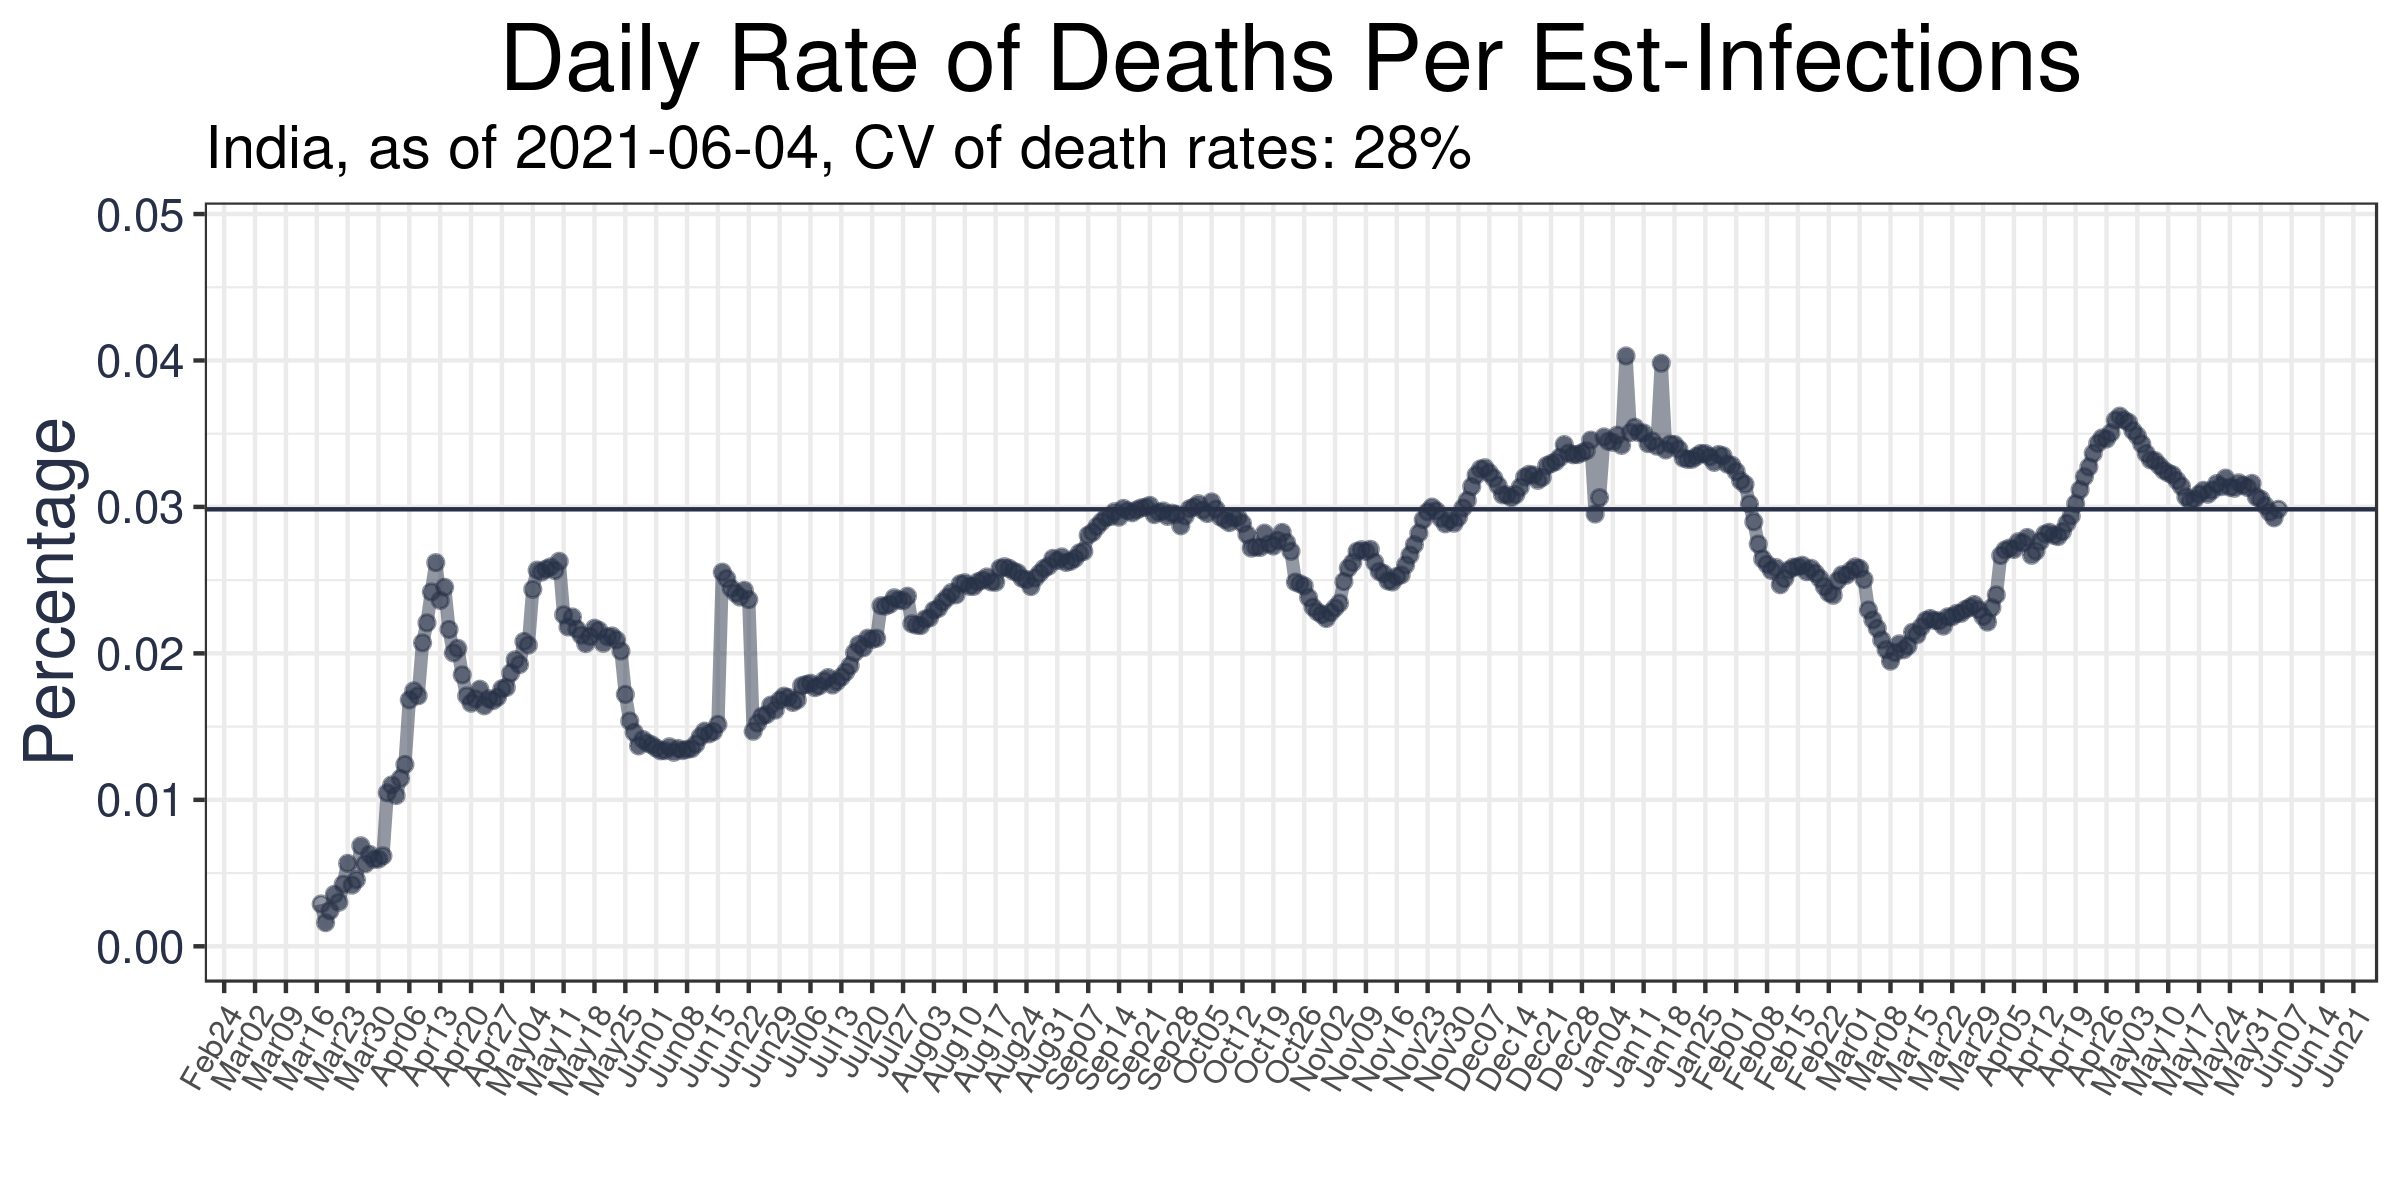 Daily Rate of Deaths Per Est-Infections
India, as of 2021-06-04, CV of death rates: 28%
Percentage
0.05
0.04
0.03
0.02
0.01
0.00
Feb24
Mar02
Mar09
Mar16
Mar23
Mar30
Apr06
Apr13
Apr20
Apr27
May04
May11
May18
May25
Jun01
Jun08
Jun15
Jun22
Jun29
Jul06
Jul13
Jul20
Jul27
Aug03
Aug10
Aug17
Aug24
Aug31
Sep07
Sep14
Sep21
Sep28
Oct05
Oct12
Oct19
Oct26
Nov02
Nov09
Nov16
Nov23
Nov30
Dec07
Dec14
Dec21
Dec28
Jan04
Jan11
Jan18
Jan25
Feb01
Feb08
Feb15
Feb22
Mar01
Mar08
Mar15
Mar22
Mar29
Apr05
Apr12
Apr19
Apr26
May03
May10
May17
May24
May31
Jun07
Jun14
Jun21